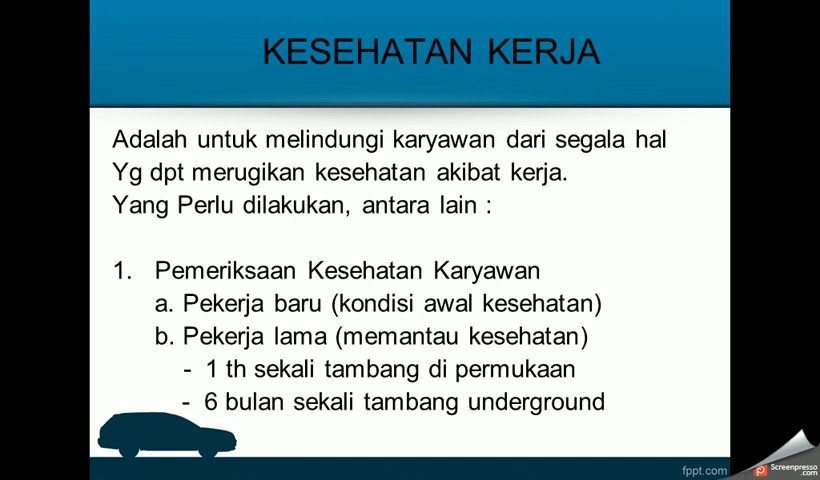 KESEHATAN KERJA
Adalah untuk melindungi karyawan dari segala hal
Yg dpt merugikan kesehatan akibat kerja.
Yang Perlu dilakukan, antara lain :
1. Pemeriksaan Kesehatan Karyawan
a. Pekerja baru (kondisi awal kesehatan)
b. Pekerja lama (memantau kesehatan)
- 1 th sekali tambang di permukaan
- 6 bulan sekali tambang underground
fppt.com
Screenpresso
.com